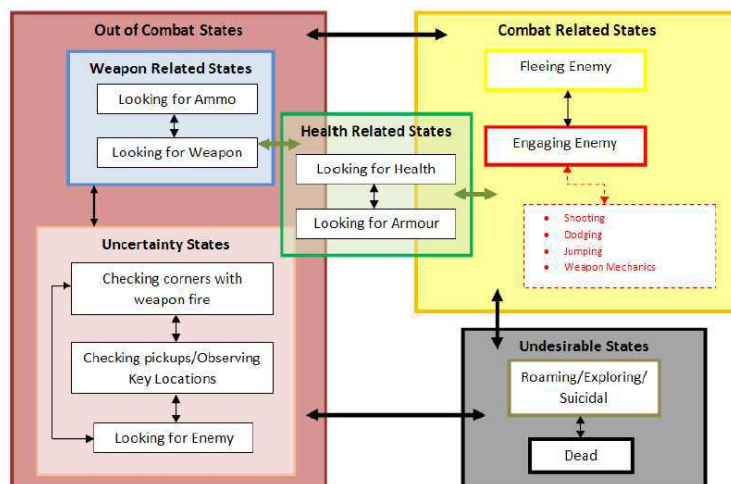 Out of Combat States
Weapon Related States
Looking for Ammo
Looking for Weapon
Uncertainty States
Checking corners with
weapon fire
Checking pickups/Observing
Key Locations
Looking for Enemy
Health Related States
Looking for Health
Looking for Armour
Combat Related States
Fleeing Enemy
Engaging Enemy
• Shooting
• Dodging
• Jumping
• Weapon Mechanics
Undesirable States
Roaming/Exploring/
Suicidal
Dead